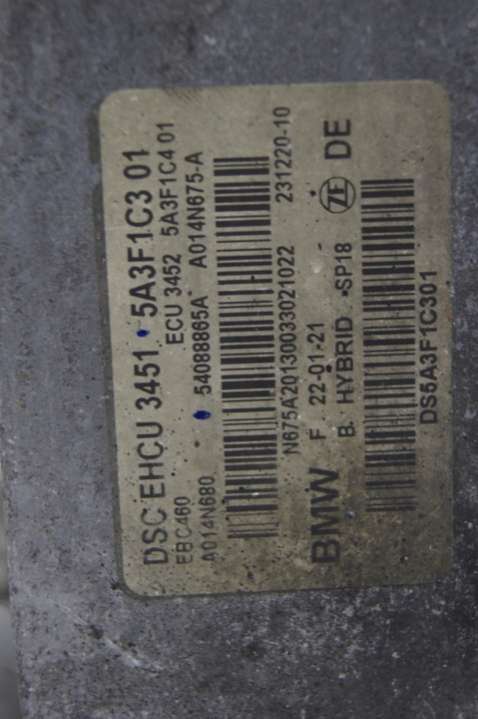 DSC EHCU 3451 5A3F1C3 01
EBC460 ECU 3452 5A3F1C4 01
A014N680 54088865A A014N675-A
N675A20130033021022 231220-10
BMW F 22-01-21 ZF DE
B. HYBRID SP18
DS5A3F1C301